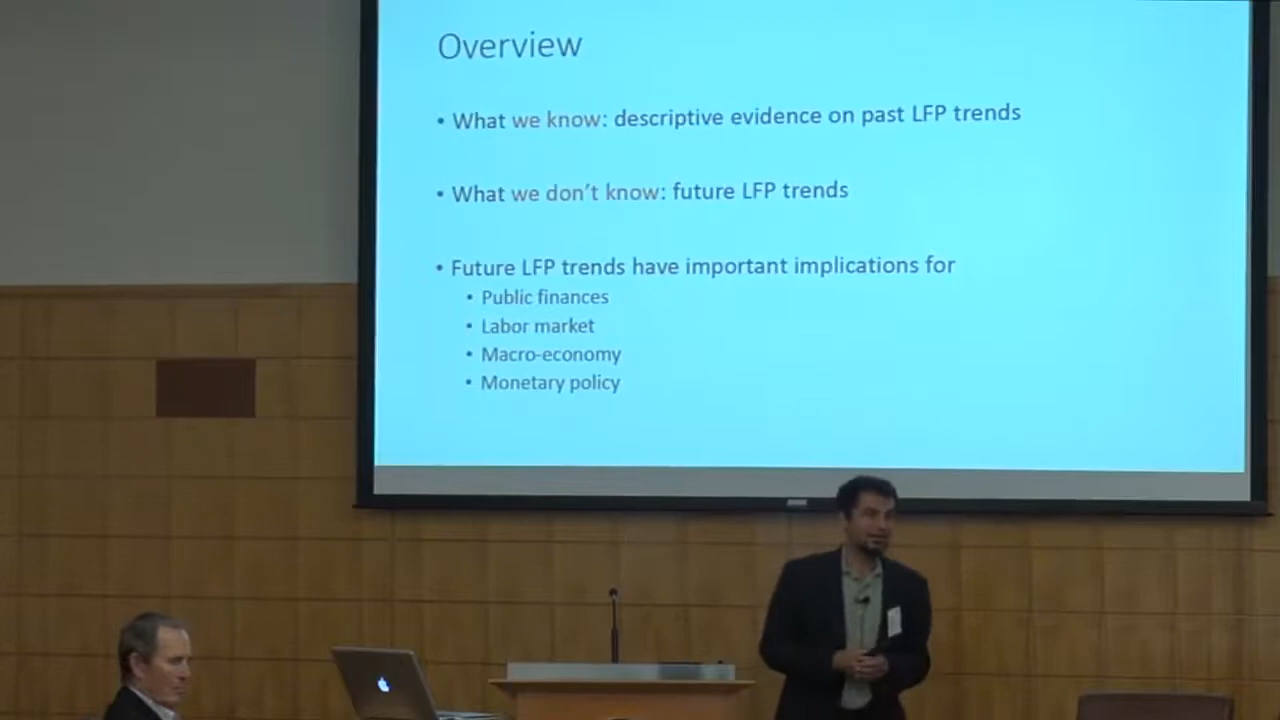 Overview
• What we know: descriptive evidence on past LFP trends
• What we don't know: future LFP trends
• Future LFP trends have important implications for
• Public finances
• Labor market
• Macro-economy
• Monetary policy